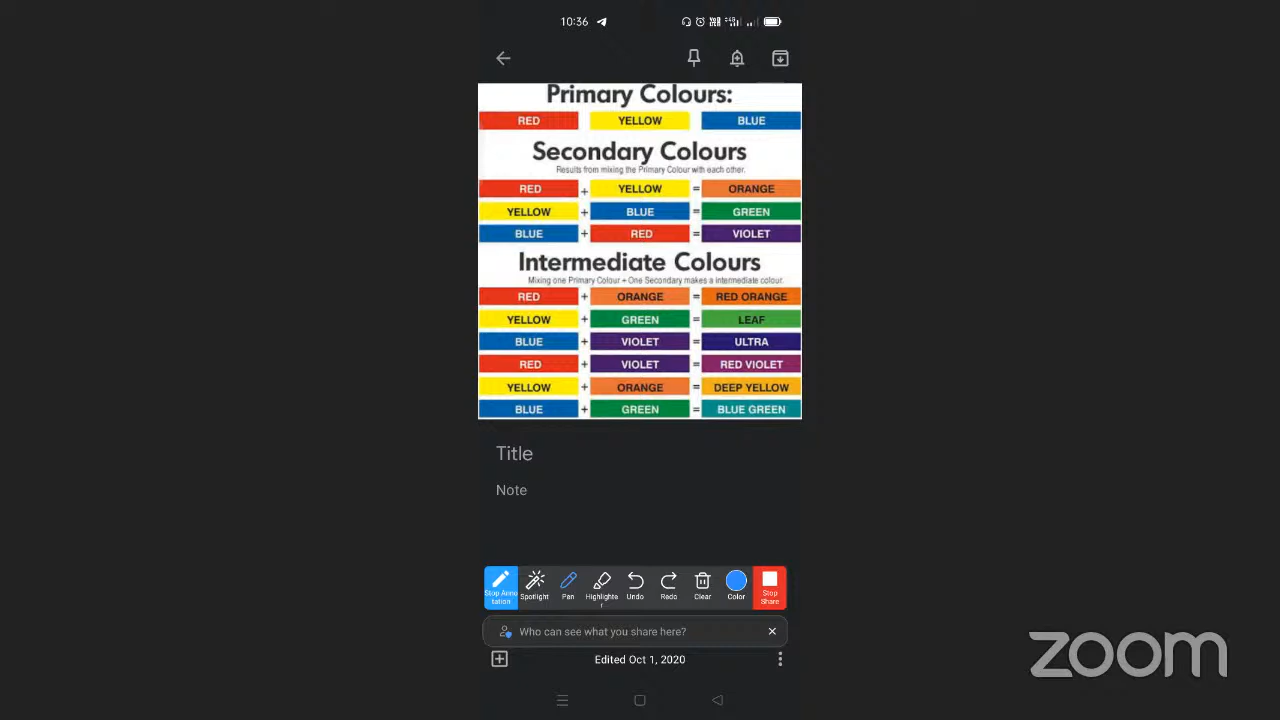 10:36
Primary Colours:
RED YELLOW BLUE
Secondary Colours
Results from mixing the Primary Colour with each other.
RED + YELLOW = ORANGE
YELLOW + BLUE = GREEN
BLUE + RED = VIOLET
Intermediate Colours
Mixing one Primary Colour + One Secondary makes a intermediate colour.
RED + ORANGE = RED ORANGE
YELLOW + GREEN = LEAF
BLUE + VIOLET = ULTRA
RED + VIOLET = RED VIOLET
YELLOW + ORANGE = DEEP YELLOW
BLUE + GREEN = BLUE GREEN
Title
Note
Stop Annotation Spotlight Pen Highlighter Undo Redo Clear Color Stop Share
Who can see what you share here?
Edited Oct 1, 2020
zoom